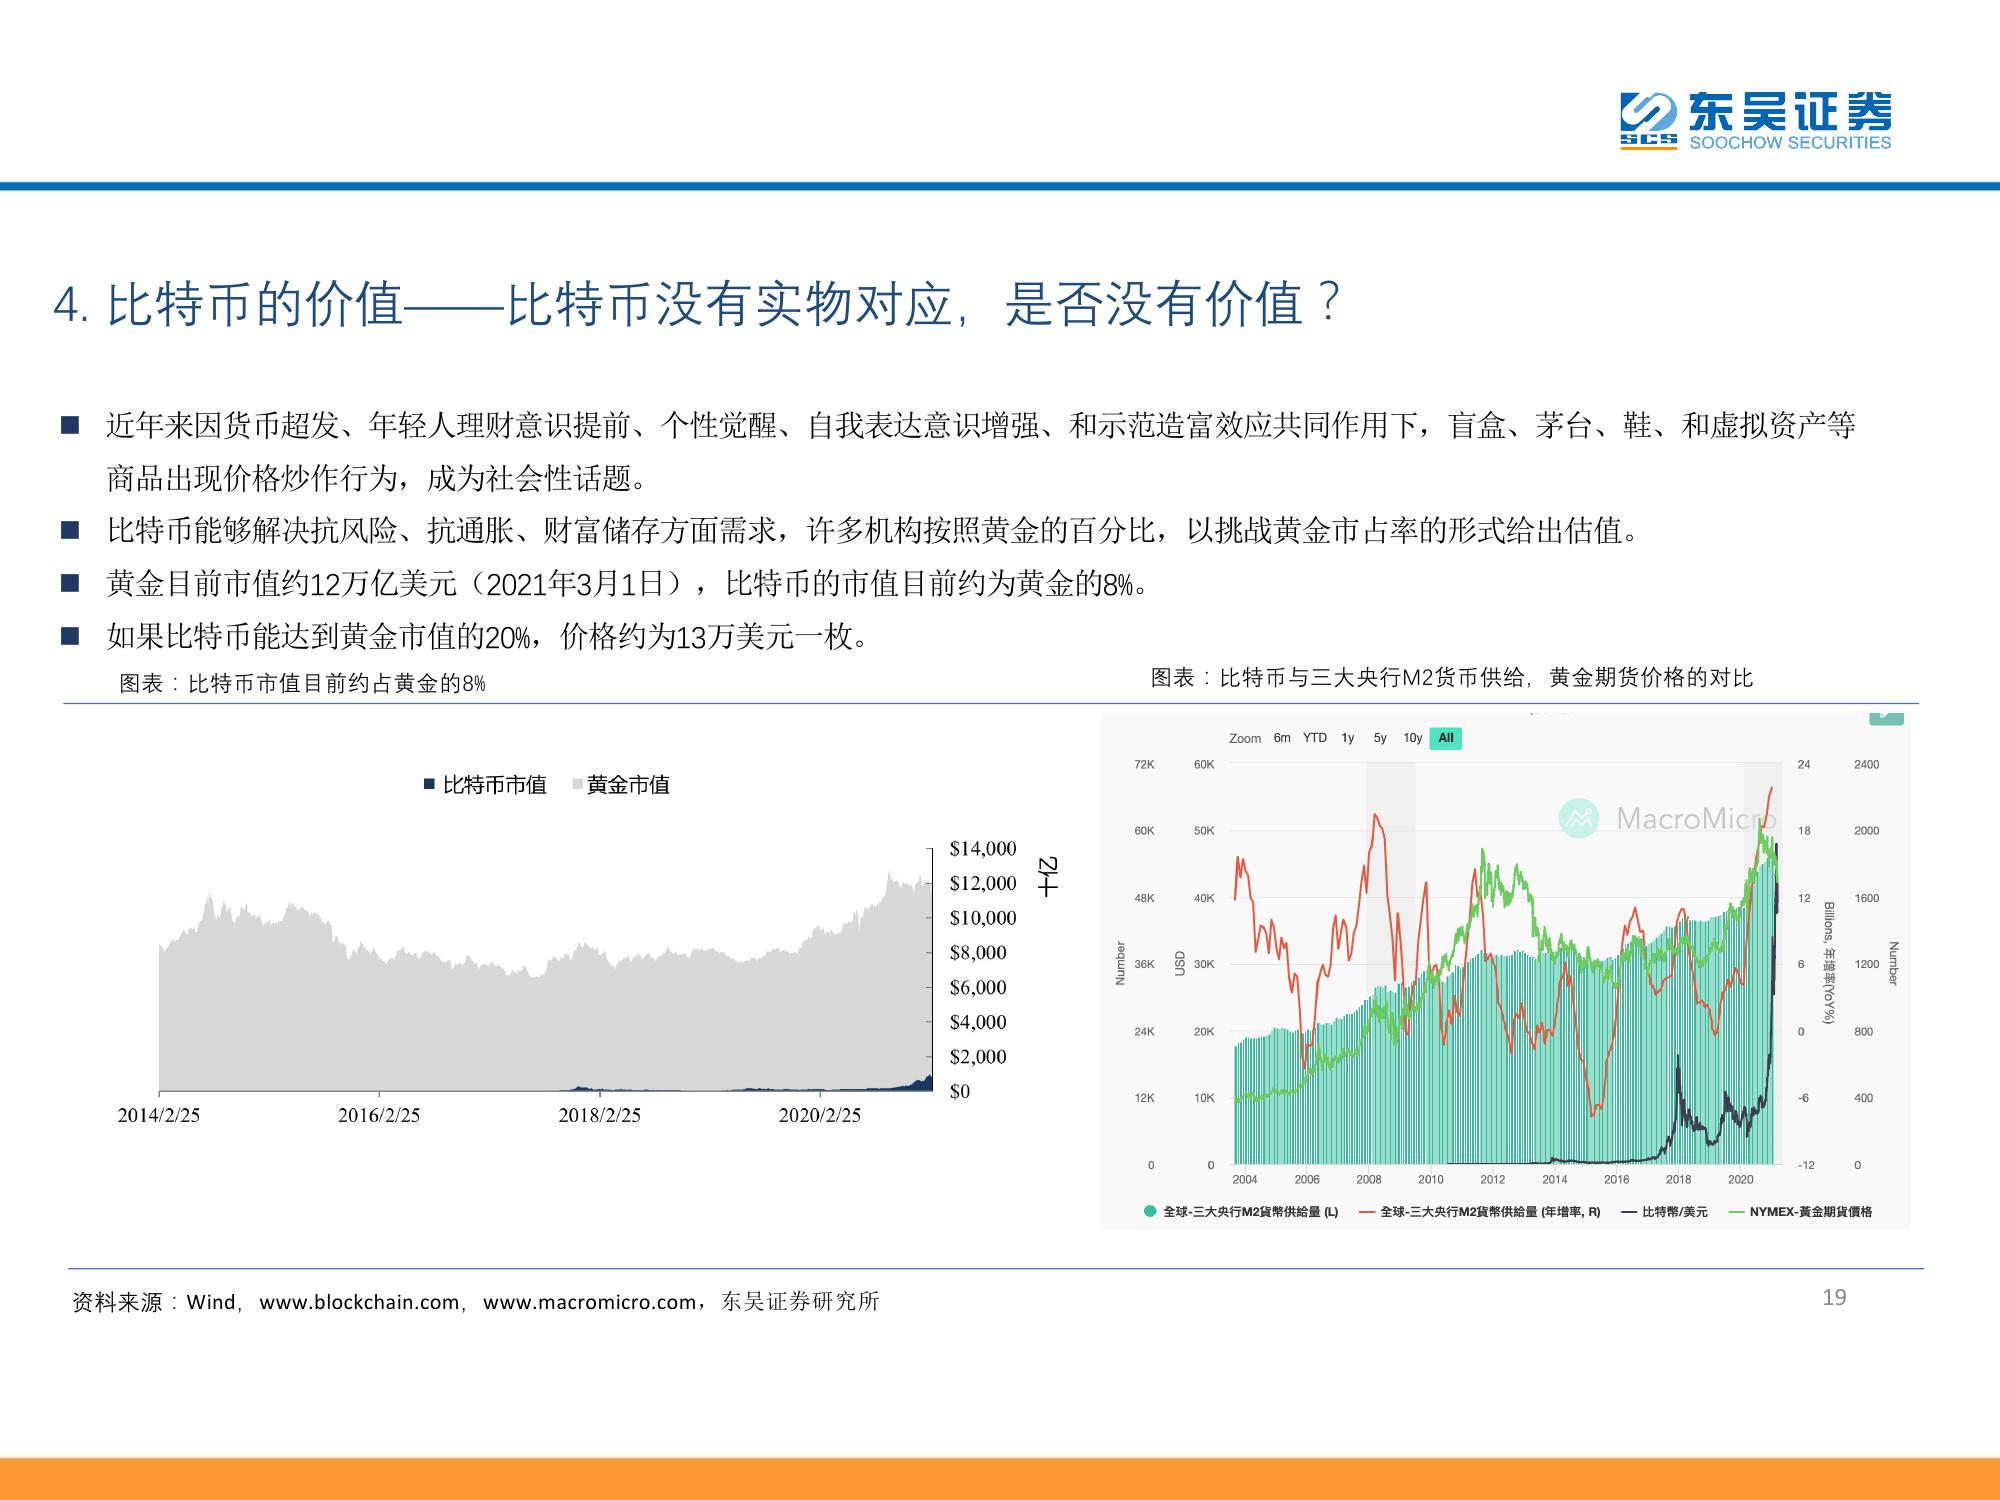 东吴证券
SCS
SOOCHOW SECURITIES
4. 比特币的价值——比特币没有实物对应，是否没有价值？
■ 近年来因货币超发、年轻人理财意识提前、个性觉醒、自我表达意识增强、和示范造富效应共同作用下，盲盒、茅台、鞋、和虚拟资产等
商品出现价格炒作行为，成为社会性话题。
■ 比特币能够解决抗风险、抗通胀、财富储存方面需求，许多机构按照黄金的百分比，以挑战黄金市占率的形式给出估值。
■ 黄金目前市值约12万亿美元（2021年3月1日），比特币的市值目前约为黄金的8%。
■ 如果比特币能达到黄金市值的20%，价格约为13万美元一枚。
图表：比特币市值目前约占黄金的8%
比特币市值 黄金市值
$14,000
$12,000
$10,000
$8,000
$6,000
$4,000
$2,000
$0
十亿
2014/2/25 2016/2/25 2018/2/25 2020/2/25
图表：比特币与三大央行M2货币供给，黄金期货价格的对比
Zoom 6m YTD 1y 5y 10y All
MacroMicro
72K 60K 24 2400
60K 50K 18 2000
48K 40K 12 1600
36K 30K 6 1200
24K 20K 0 800
12K 10K -6 400
0 0 -12 0
Number
USD
Billions, 年增率(YoY%)
Number
2004 2006 2008 2010 2012 2014 2016 2018 2020
全球-三大央行M2貨幣供給量 (L) 全球-三大央行M2貨幣供給量 (年增率, R) 比特幣/美元 NYMEX-黃金期貨價格
资料来源：Wind，www.blockchain.com，www.macromicro.com，东吴证券研究所
19